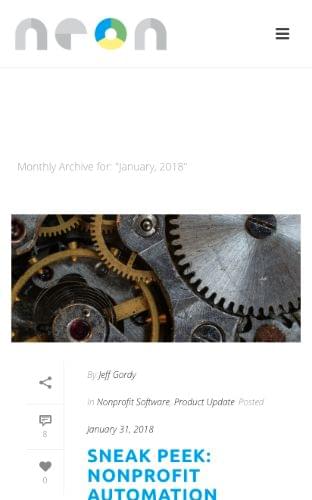 neon
Monthly Archive for: "January, 2018"
By Jeff Gordy
In Nonprofit Software, Product Update Posted
January 31, 2018
8
0
SNEAK PEEK:
NONPROFIT
AUTOMATION